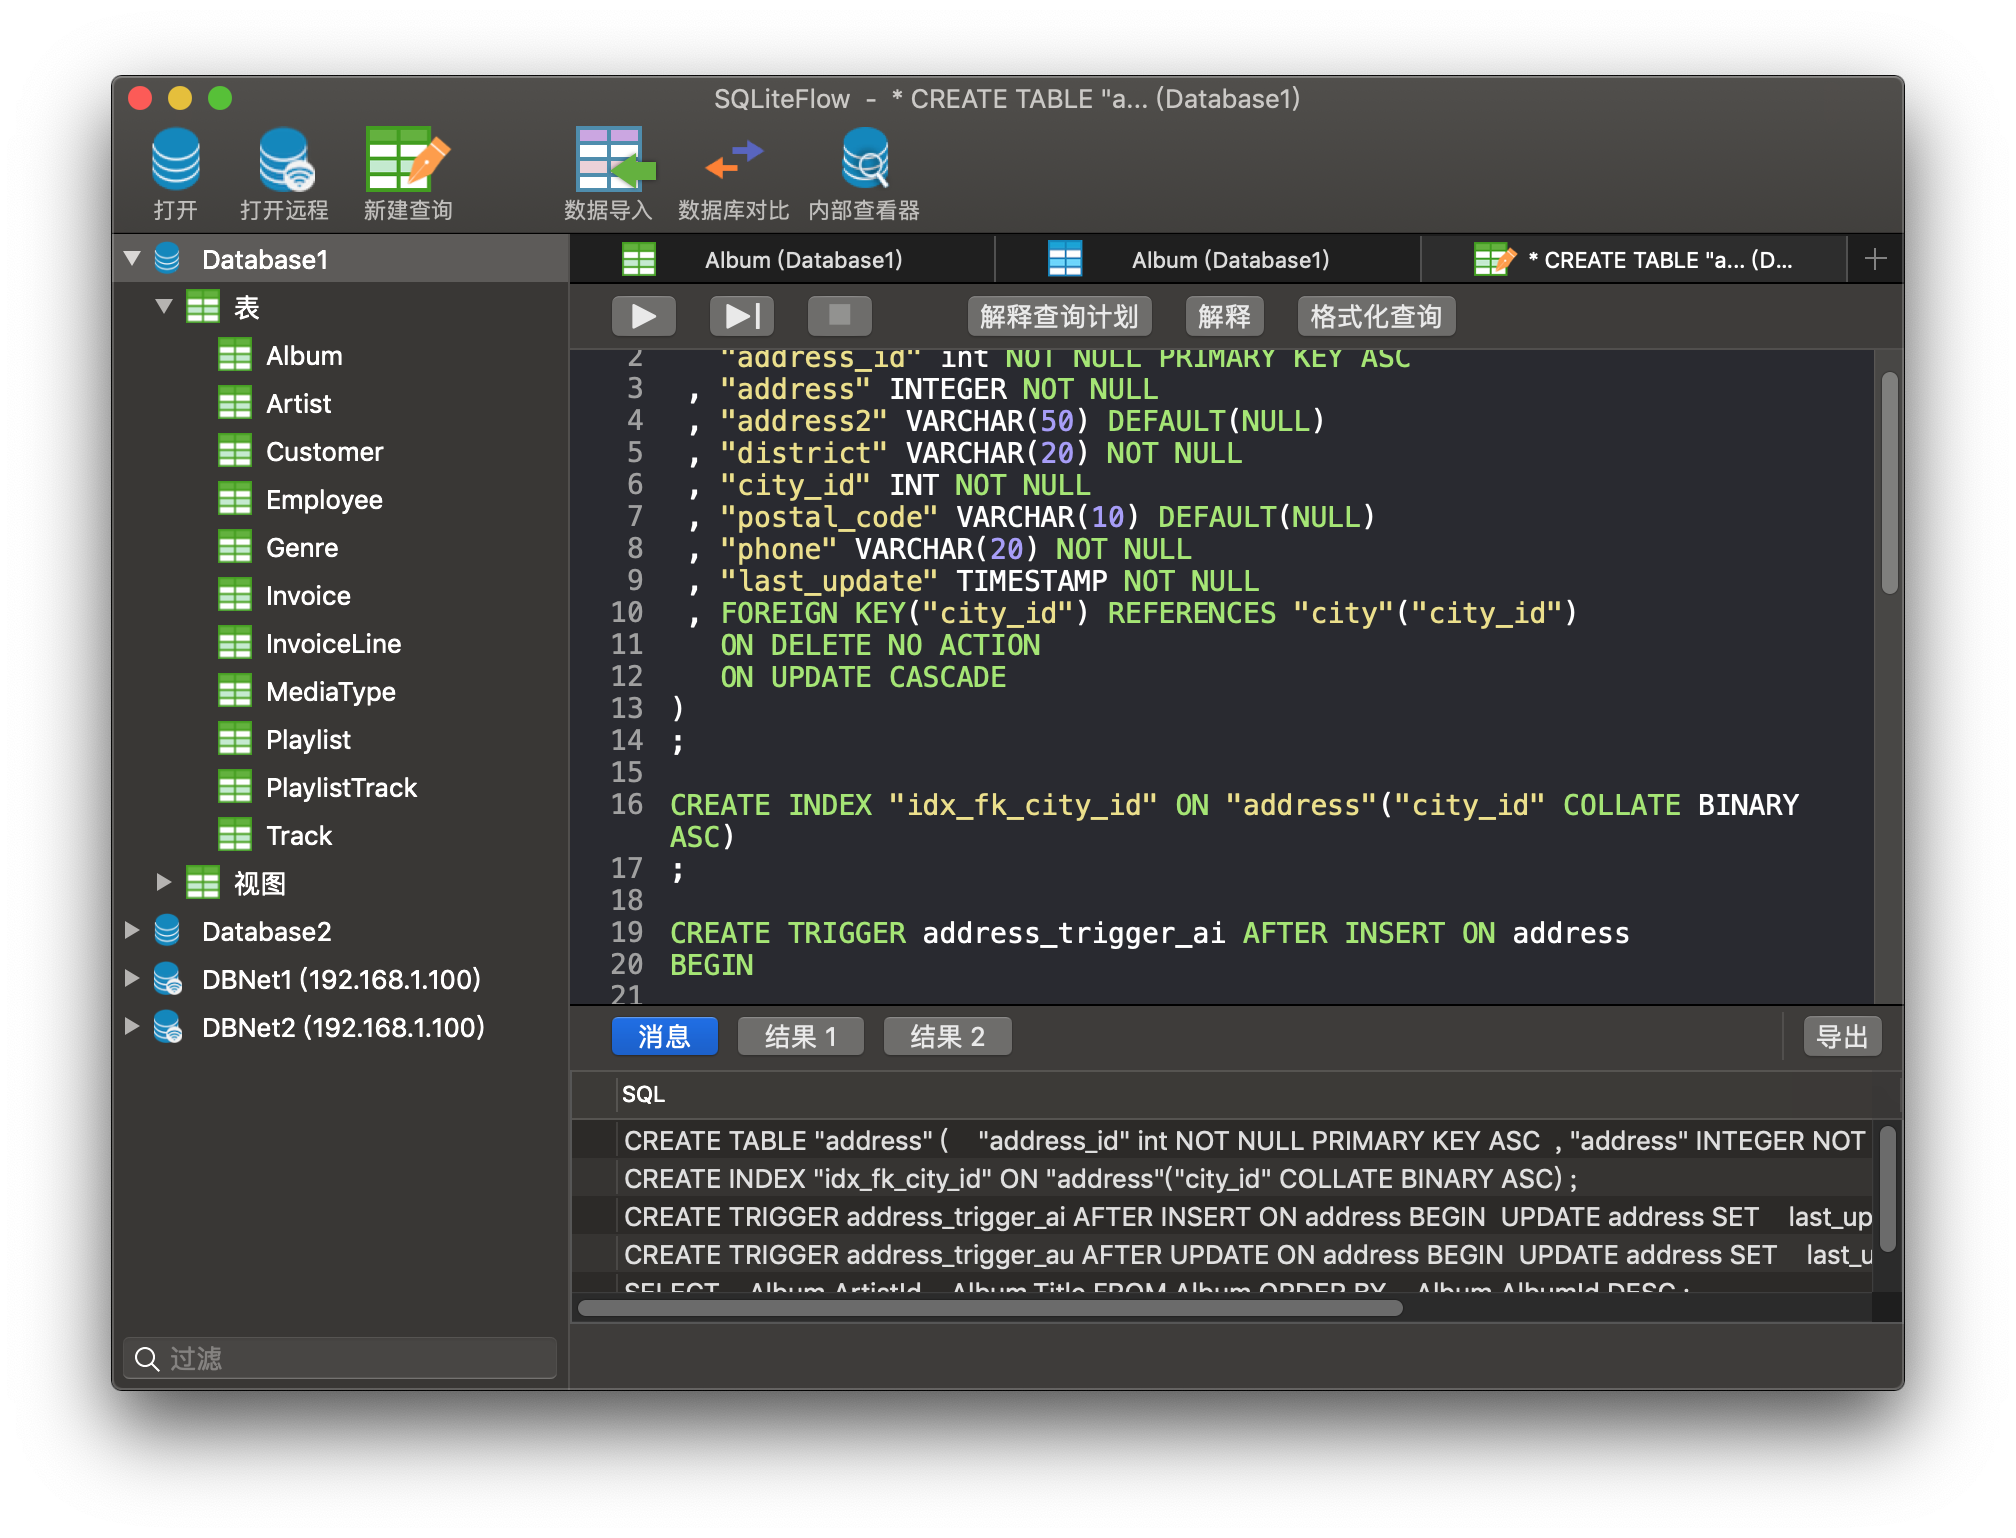 SQLiteFlow - * CREATE TABLE "a... (Database1)
打开
打开远程
新建查询
数据导入
数据库对比
内部查看器
Database1
表
Album
Artist
Customer
Employee
Genre
Invoice
InvoiceLine
MediaType
Playlist
PlaylistTrack
Track
视图
Database2
DBNet1 (192.168.1.100)
DBNet2 (192.168.1.100)
过滤
Album (Database1)
Album (Database1)
* CREATE TABLE "a... (D...
解释查询计划
解释
格式化查询
2 "address_id" int NOT NULL PRIMARY KEY ASC
3 , "address" INTEGER NOT NULL
4 , "address2" VARCHAR(50) DEFAULT(NULL)
5 , "district" VARCHAR(20) NOT NULL
6 , "city_id" INT NOT NULL
7 , "postal_code" VARCHAR(10) DEFAULT(NULL)
8 , "phone" VARCHAR(20) NOT NULL
9 , "last_update" TIMESTAMP NOT NULL
10 , FOREIGN KEY("city_id") REFERENCES "city"("city_id")
11 ON DELETE NO ACTION
12 ON UPDATE CASCADE
13 )
14 ;
15
16 CREATE INDEX "idx_fk_city_id" ON "address"("city_id" COLLATE BINARY
ASC)
17 ;
18
19 CREATE TRIGGER address_trigger_ai AFTER INSERT ON address
20 BEGIN
21
消息
结果 1
结果 2
导出
SQL
CREATE TABLE "address" ( "address_id" int NOT NULL PRIMARY KEY ASC , "address" INTEGER NOT
CREATE INDEX "idx_fk_city_id" ON "address"("city_id" COLLATE BINARY ASC) ;
CREATE TRIGGER address_trigger_ai AFTER INSERT ON address BEGIN UPDATE address SET last_up
CREATE TRIGGER address_trigger_au AFTER UPDATE ON address BEGIN UPDATE address SET last_u
SELECT Album.ArtistId, Album.Title FROM Album ORDER BY Album.AlbumId DESC ;